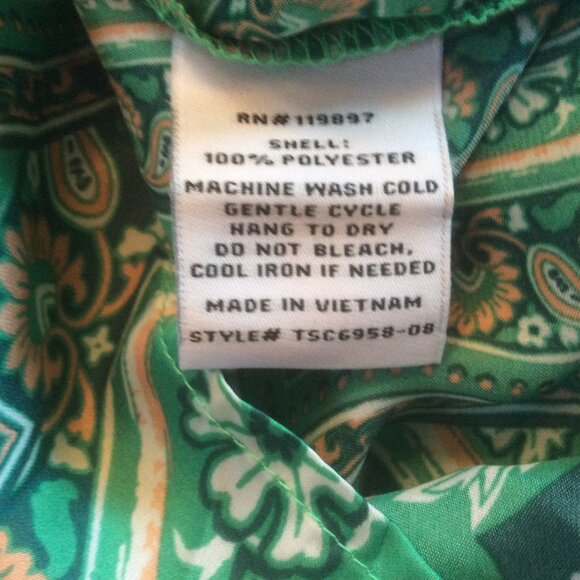 RN# 119897
SHELL:
100% POLYESTER
MACHINE WASH COLD
GENTLE CYCLE
HANG TO DRY
DO NOT BLEACH,
COOL IRON IF NEEDED
MADE IN VIETNAM
STYLE# TSC6958-08